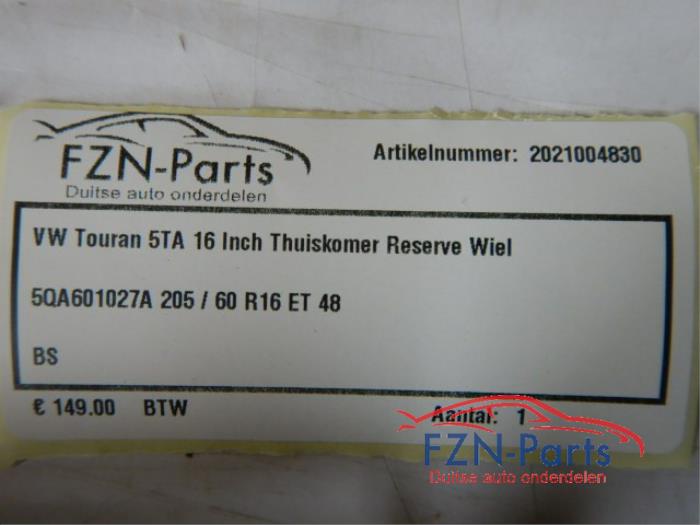 FZN-Parts
Duitse auto onderdelen
Artikelnummer: 2021004830
VW Touran 5TA 16 Inch Thuiskomer Reserve Wiel
5QA601027A 205 / 60 R16 ET 48
BS
€ 149.00 BTW
Aantal: 1
FZN-Parts
Duitse auto onderdelen